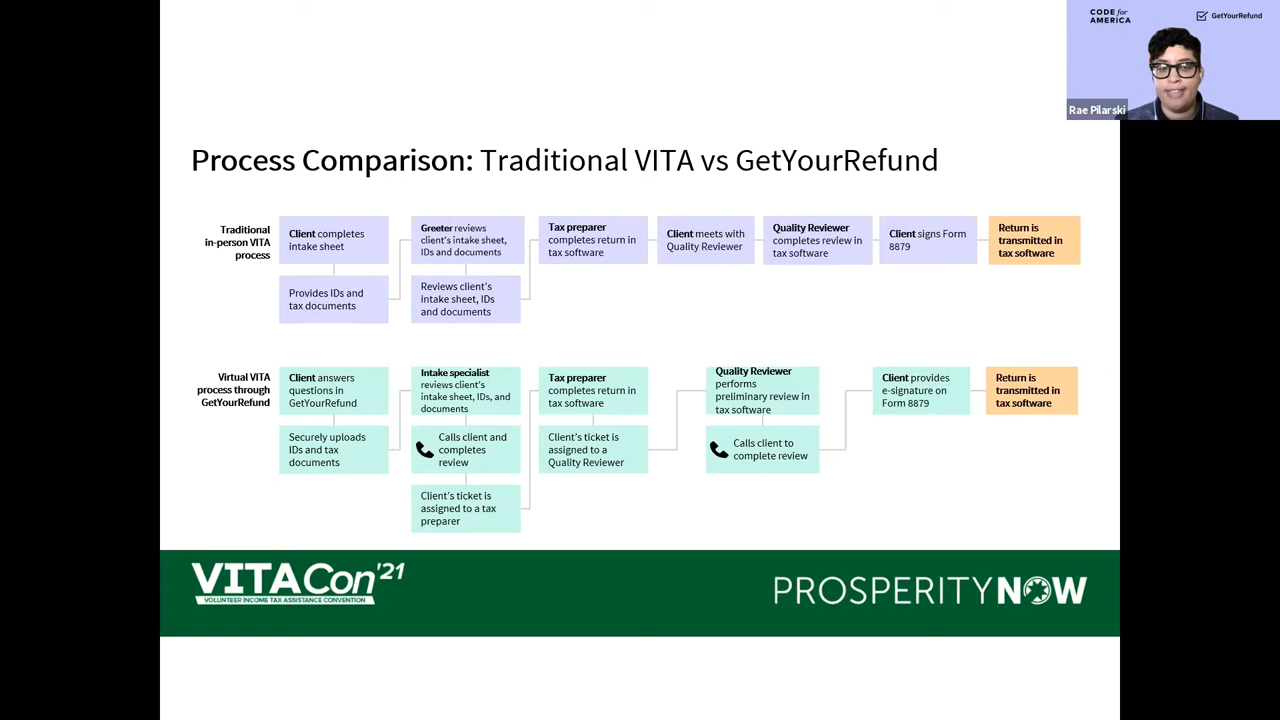 CODE for
AMERICA
GetYourRefund
Rae Pilarski
Process Comparison: Traditional VITA vs GetYourRefund
Traditional
in-person VITA
process
Client completes
intake sheet
Provides IDs and
tax documents
Greeter reviews
client's intake sheet,
IDs and documents
Reviews client's
intake sheet, IDs
and documents
Tax preparer
completes return in
tax software
Client meets with
Quality Reviewer
Quality Reviewer
completes review in
tax software
Client signs Form
8879
Return is
transmitted in
tax software
Virtual VITA
process through
GetYourRefund
Client answers
questions in
GetYourRefund
Securely uploads
IDs and tax
documents
Intake specialist
reviews client's
intake sheet, IDs, and
documents
Calls client and
completes
review
Client's ticket is
assigned to a tax
preparer
Tax preparer
completes return in
tax software
Client's ticket is
assigned to a
Quality Reviewer
Quality Reviewer
performs
preliminary review in
tax software
Calls client to
complete review
Client provides
e-signature on
Form 8879
Return is
transmitted in
tax software
VITA Con'21
VOLUNTEER INCOME TAX ASSISTANCE CONVENTION
PROSPERITY NOW